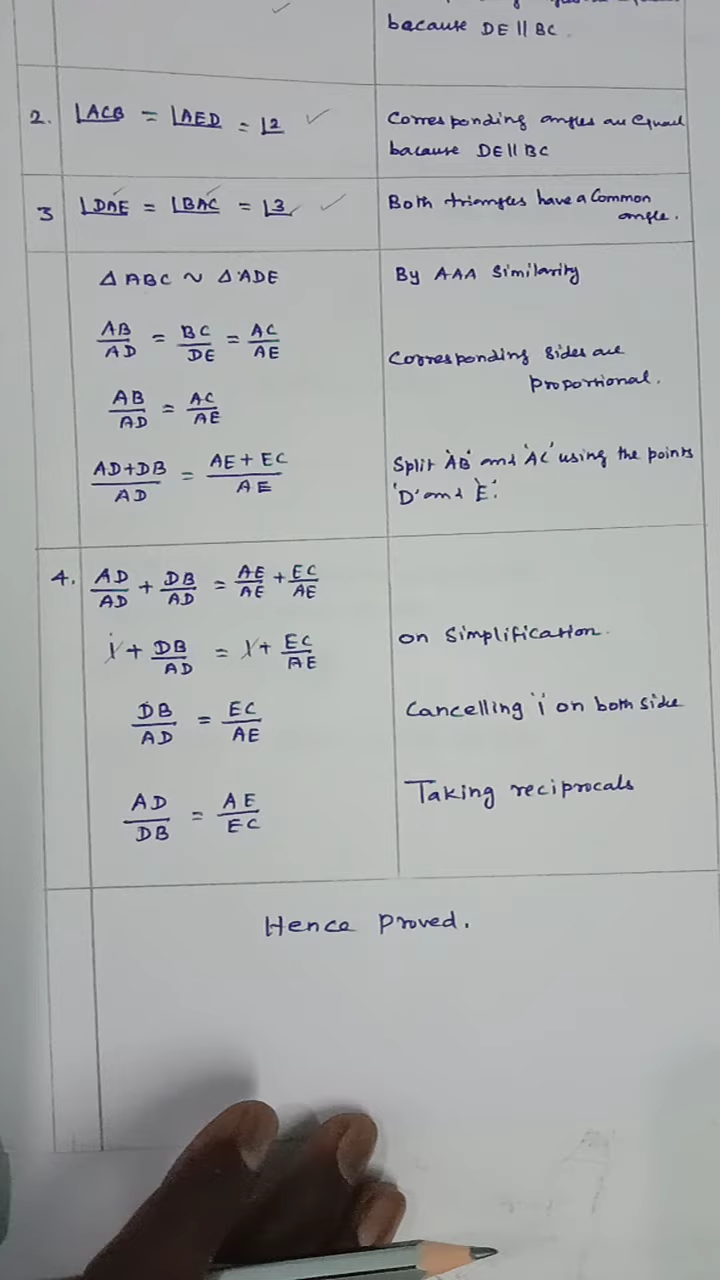 bacause DE || BC.
2. ∠ACB = ∠AED = ∠2 ✓ Corresponding angles are Equal
bacause DE || BC
3 ∠DAE = ∠BAC = ∠3 ✓ Both triangles have a Common
angle.
△ ABC ~ △ ADE By AAA Similarity
AB/AD = BC/DE = AC/AE Corresponding Sides are
proportional.
AB/AD = AC/AE
AD+DB/AD = AE+EC/AE Split 'AB' and 'AC' using the points
'D' and 'E'.
4. AD/AD + DB/AD = AE/AE + EC/AE
1 + DB/AD = 1 + EC/AE on Simplification.
DB/AD = EC/AE Cancelling '1' on both side
AD/DB = AE/EC Taking reciprocals
Hence Proved.